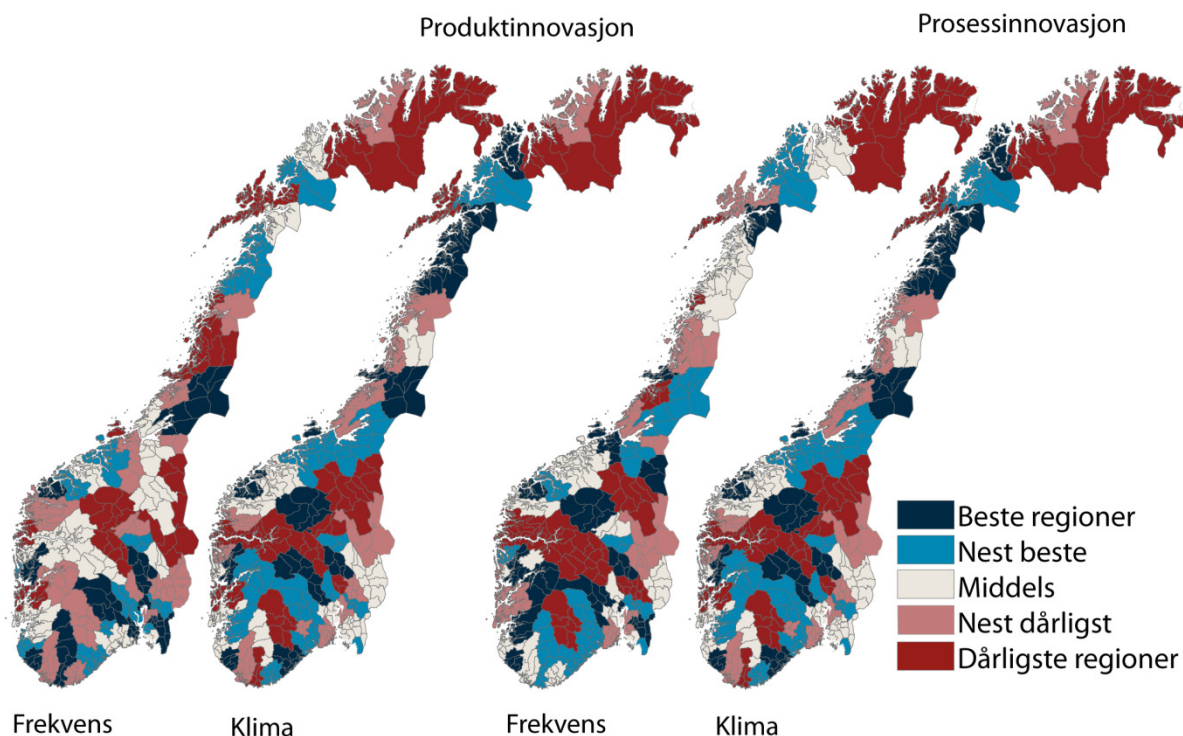 Produktinnovasjon
Prosessinnovasjon
Beste regioner
Nest beste
Middels
Nest dårligst
Dårligste regioner
Frekvens
Klima
Frekvens
Klima